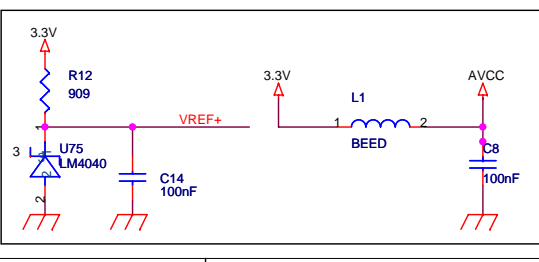 3.3V
R12
909
VREF+
1
3
U75
LM4040
2
2
C14
100nF
3.3V
L1
1
2
BEED
AVCC
C8
100nF